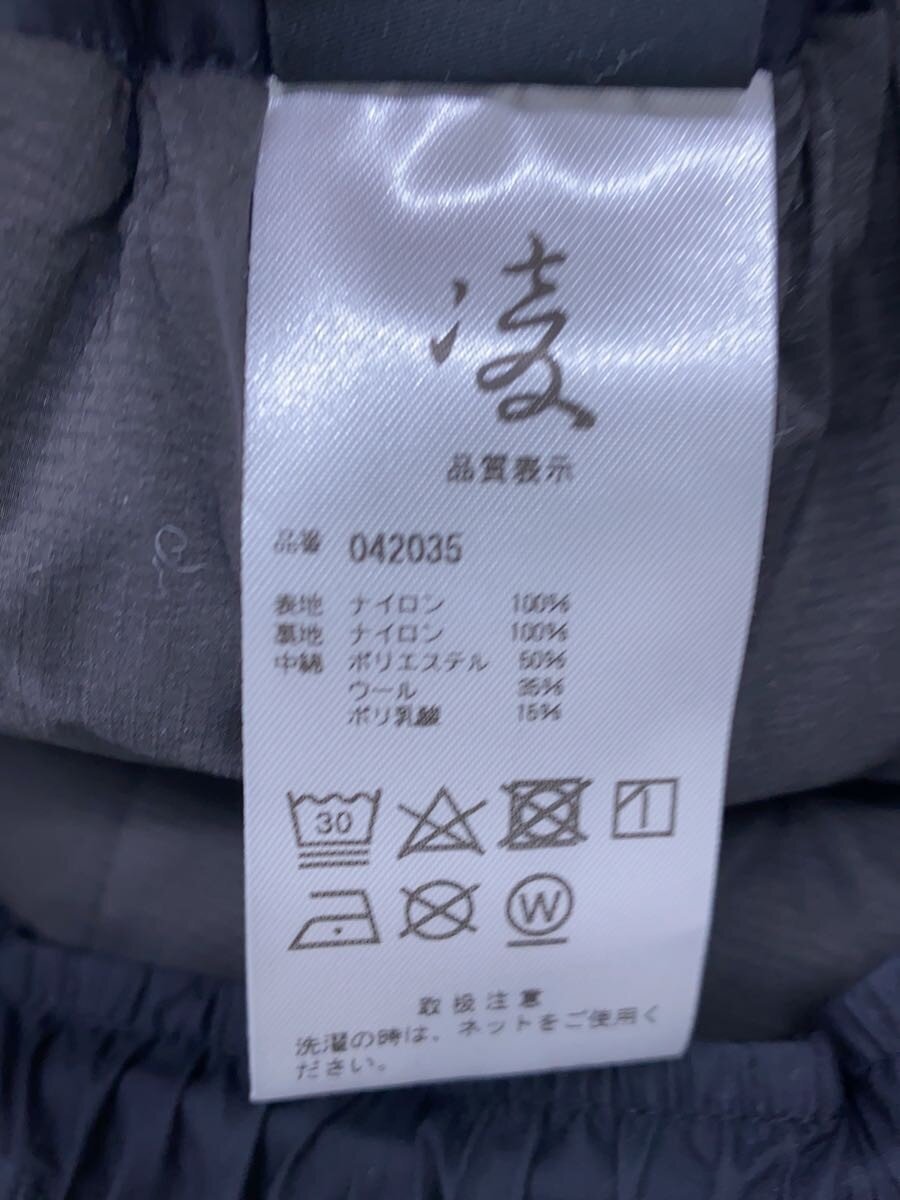 凌
品質表示
品番 042035
表地 ナイロン 100%
裏地 ナイロン 100%
中綿 ポリエステル 50%
ウール 35%
ポリ乳酸 15%
30
W
取扱注意
洗濯の時は、ネットをご使用く
ださい。